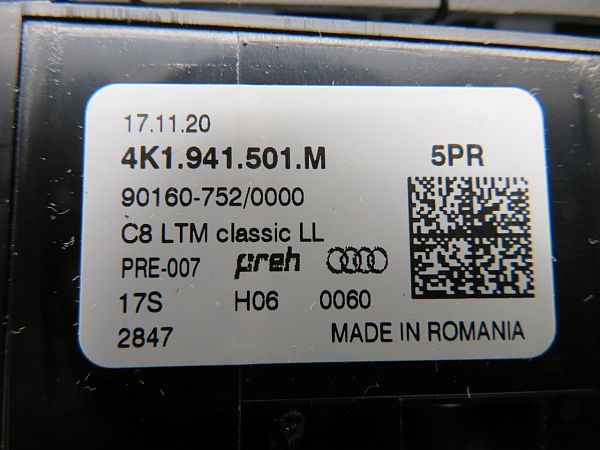 17.11.20
4K1.941.501.M 5PR
90160-752/0000
C8 LTM classic LL
PRE-007 preh
17S H06 0060
2847 MADE IN ROMANIA